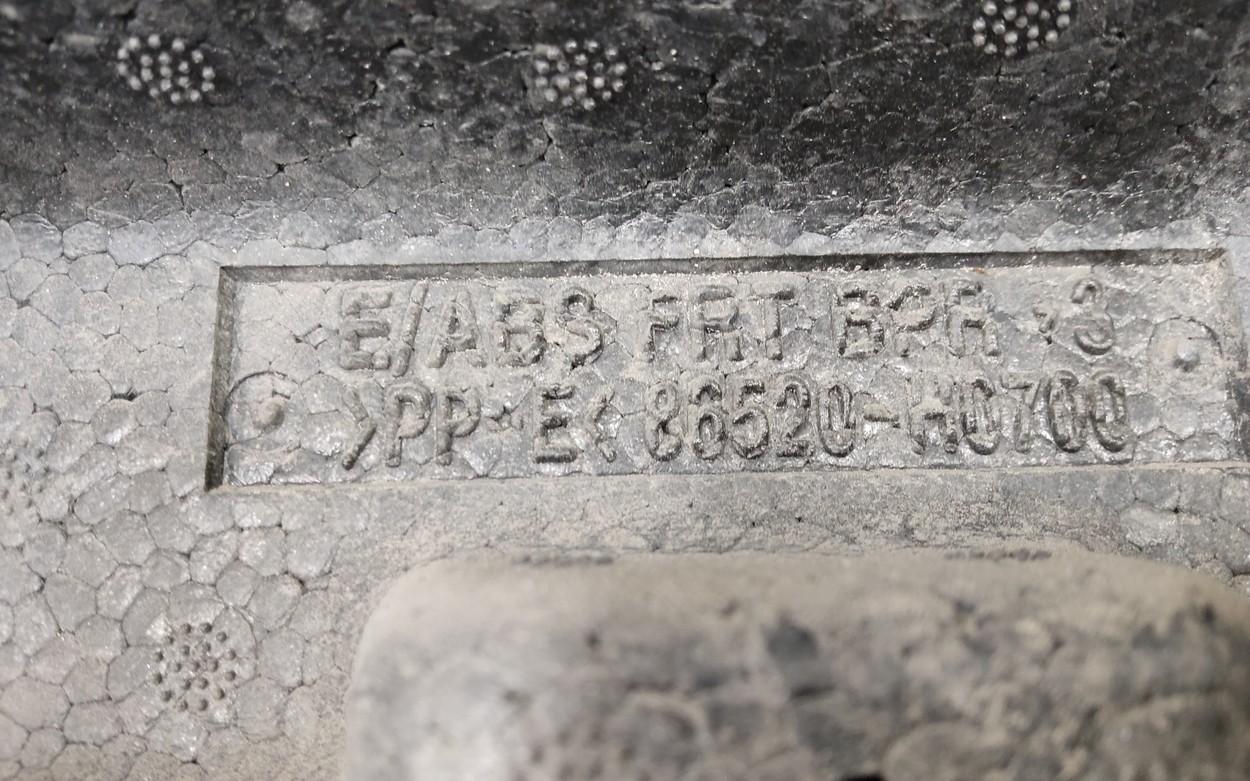 E/ABS FRT BPR *3
>PP-E< 86520-H0700